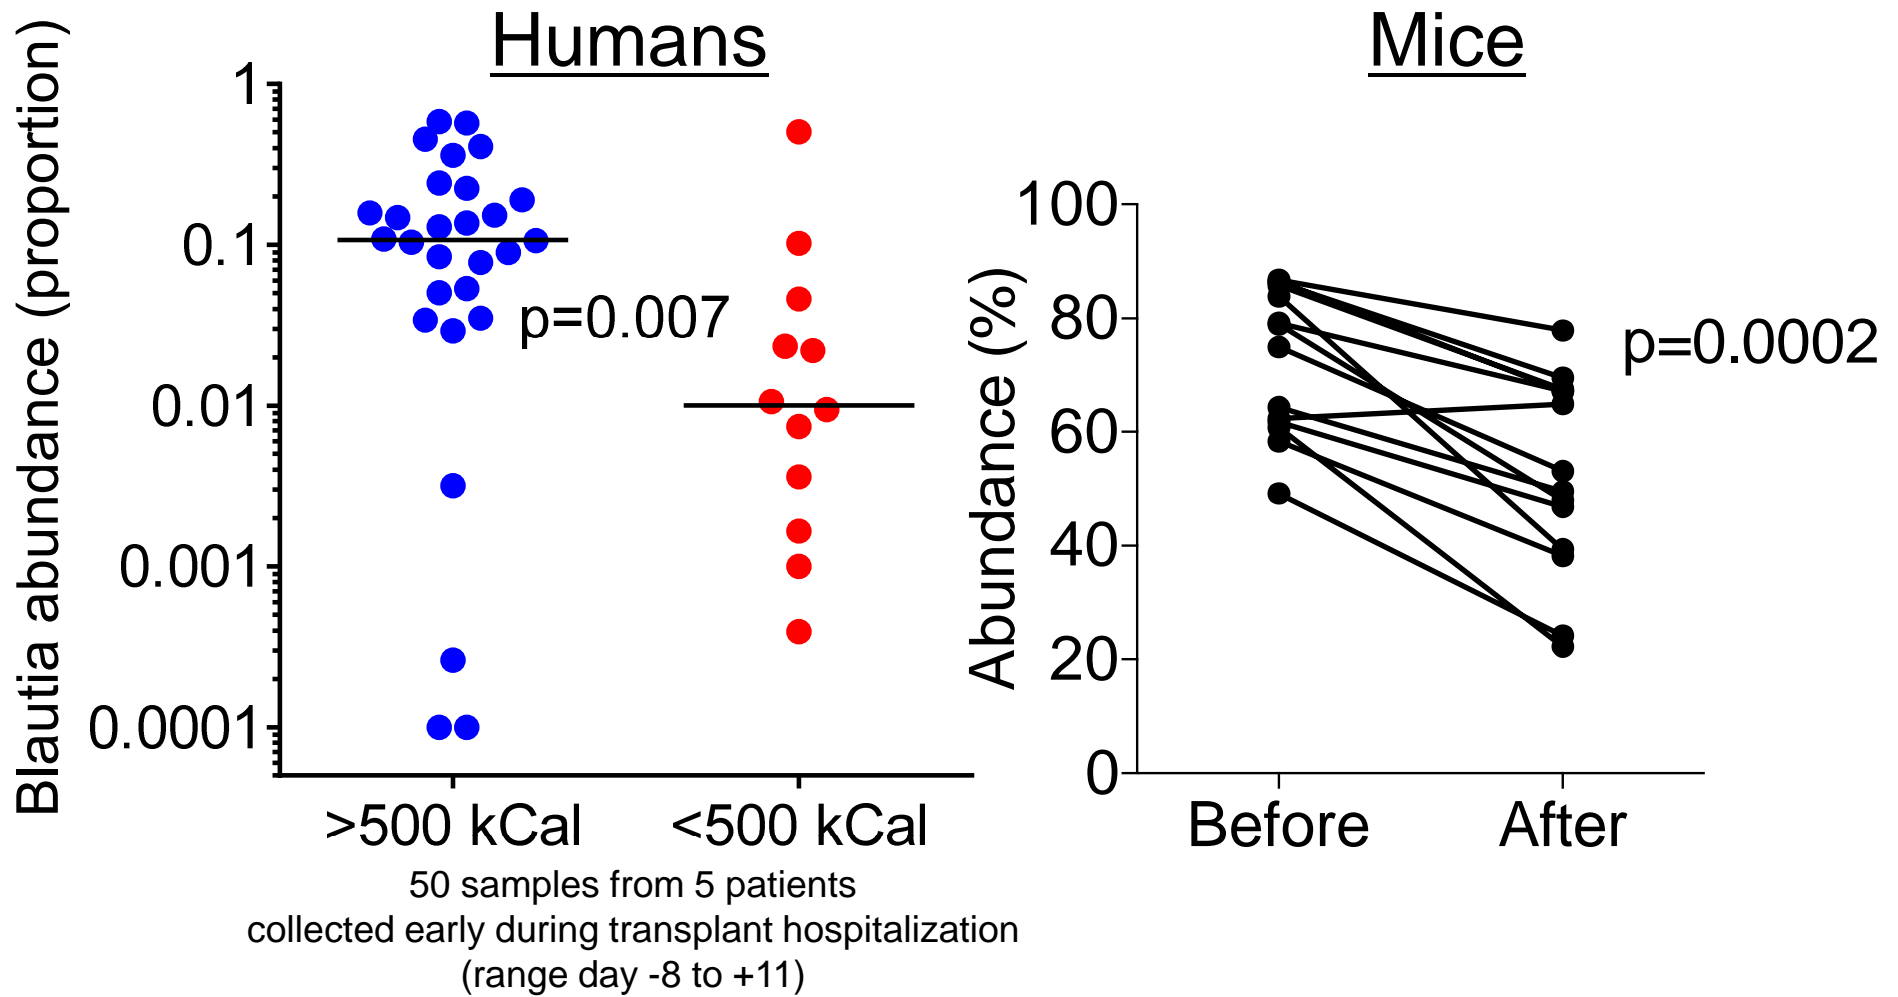 Humans
Blautia abundance (proportion)
1
0.1
0.01
0.001
0.0001
p=0.007
>500 kCal
<500 kCal
50 samples from 5 patients
collected early during transplant hospitalization
(range day -8 to +11)
Mice
Abundance (%)
100
80
60
40
20
0
p=0.0002
Before
After